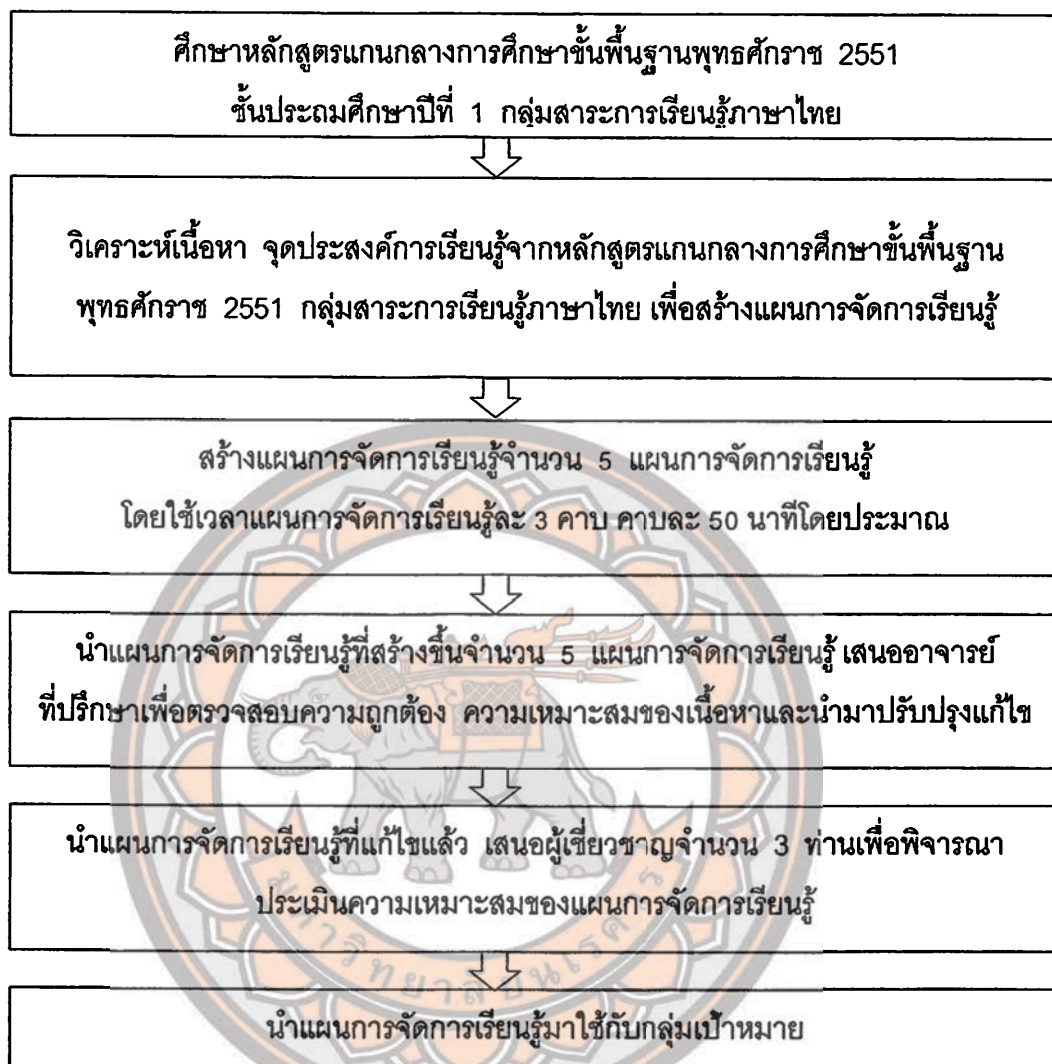 ศึกษาหลักสูตรแกนกลางการศึกษาขั้นพื้นฐานพุทธศักราช 2551
ชั้นประถมศึกษาปีที่ 1 กลุ่มสาระการเรียนรู้ภาษาไทย
วิเคราะห์เนื้อหา จุดประสงค์การเรียนรู้จากหลักสูตรแกนกลางการศึกษาขั้นพื้นฐาน
พุทธศักราช 2551 กลุ่มสาระการเรียนรู้ภาษาไทย เพื่อสร้างแผนการจัดการเรียนรู้
สร้างแผนการจัดการเรียนรู้จำนวน 5 แผนการจัดการเรียนรู้
โดยใช้เวลาแผนการจัดการเรียนรู้ละ 3 คาบ คาบละ 50 นาทีโดยประมาณ
นำแผนการจัดการเรียนรู้ที่สร้างขึ้นจำนวน 5 แผนการจัดการเรียนรู้ เสนออาจารย์
ที่ปรึกษาเพื่อตรวจสอบความถูกต้อง ความเหมาะสมของเนื้อหาและนำมาปรับปรุงแก้ไข
นำแผนการจัดการเรียนรู้ที่แก้ไขแล้ว เสนอผู้เชี่ยวชาญจำนวน 3 ท่านเพื่อพิจารณา
ประเมินความเหมาะสมของแผนการจัดการเรียนรู้
มหาวิทยาลัยนเรศวร
นำแผนการจัดการเรียนรู้มาใช้กับกลุ่มเป้าหมาย